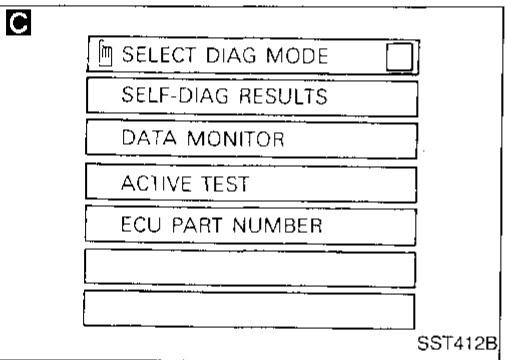 C
SELECT DIAG MODE
SELF-DIAG RESULTS
DATA MONITOR
ACTIVE TEST
ECU PART NUMBER
SST412B